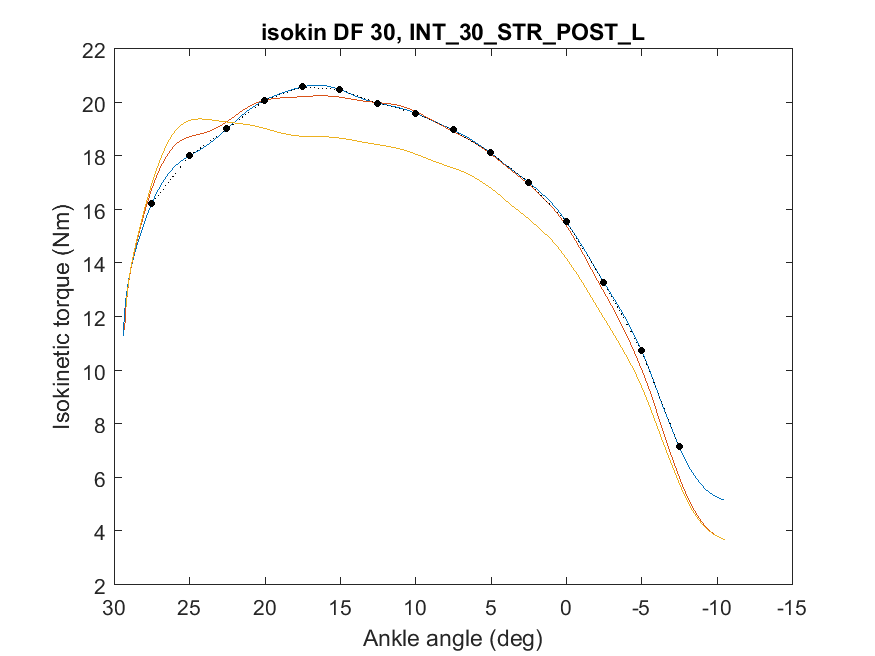 isokin DF 30, INT_30_STR_POST_L
22
20
18
16
14
12
10
8
6
4
2
Isokinetic torque (Nm)
30 25 20 15 10 5 0 -5 -10 -15
Ankle angle (deg)